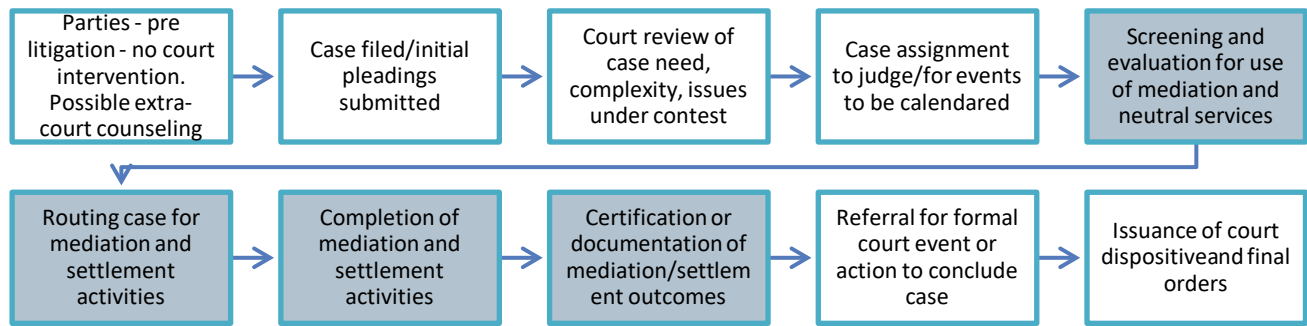 Parties - pre
litigation - no court
intervention.
Possible extra-
court counseling
Case filed/initial
pleadings
submitted
Court review of
case need,
complexity, issues
under contest
Case assignment
to judge/for events
to be calendared
Screening and
evaluation for use
of mediation and
neutral services
Routing case for
mediation and
settlement
activities
Completion of
mediation and
settlement
activities
Certification or
documentation of
mediation/settlem
ent outcomes
Referral for formal
court event or
action to conclude
case
Issuance of court
dispositiveand final
orders